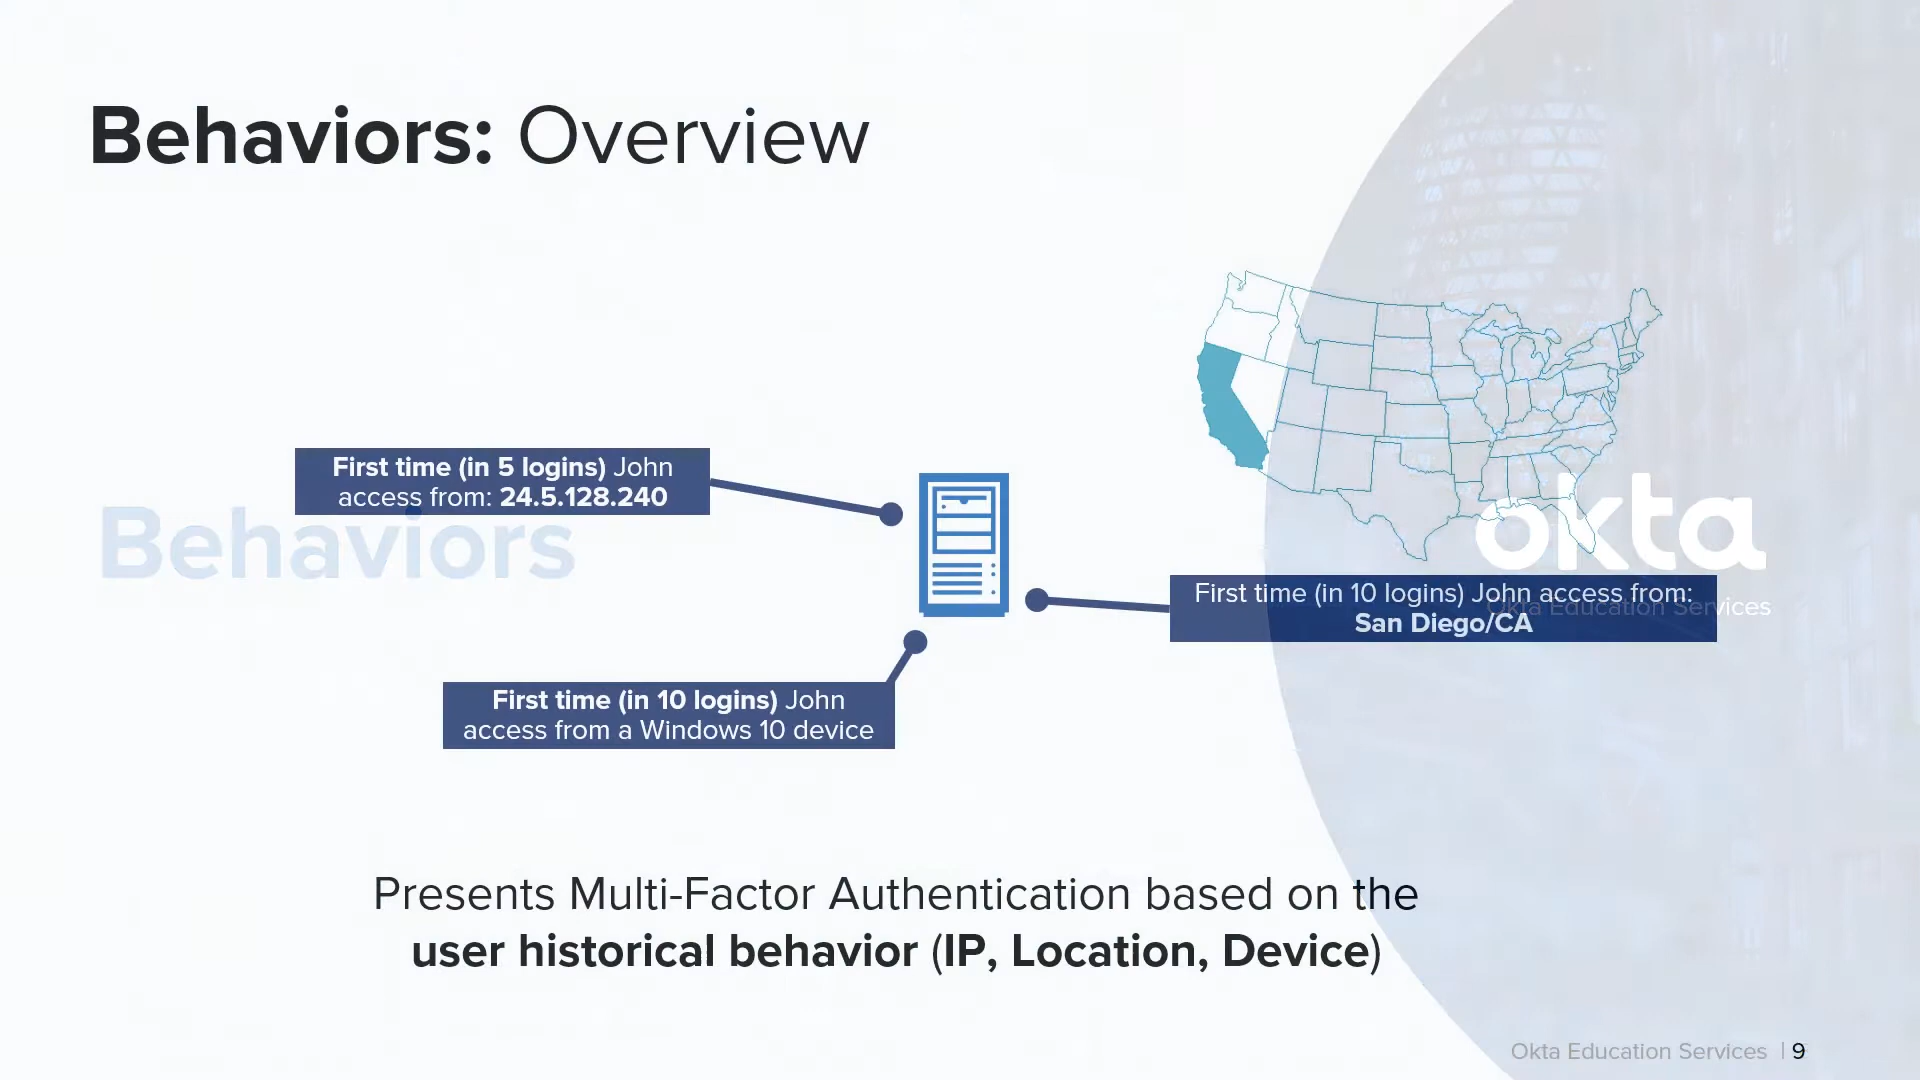 Behaviors: Overview
First time (in 5 logins) John
access from: 24.5.128.240
Behaviors
okta
First time (in 10 logins) John access from:
San Diego/CA
Okta Education Services
First time (in 10 logins) John
access from a Windows 10 device
Presents Multi-Factor Authentication based on the
user historical behavior (IP, Location, Device)
Okta Education Services | 9